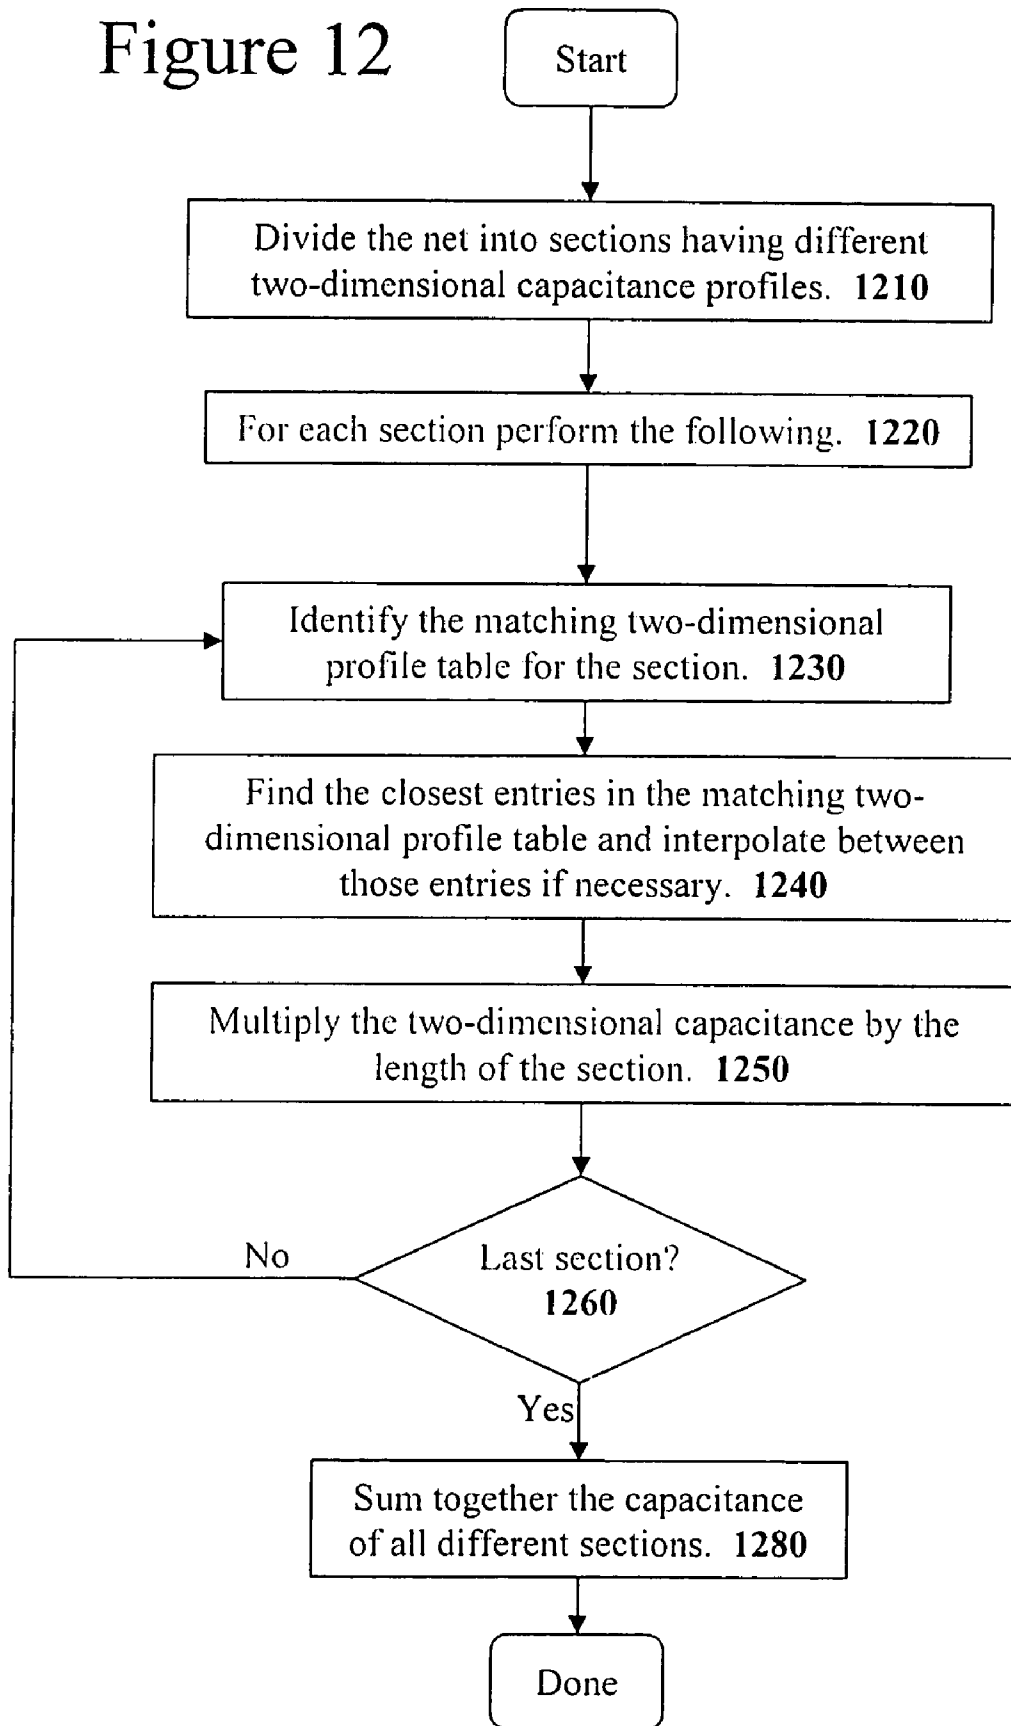 Figure 12
Start
Divide the net into sections having different
two-dimensional capacitance profiles. 1210
For each section perform the following. 1220
Identify the matching two-dimensional
profile table for the section. 1230
Find the closest entries in the matching two-
dimensional profile table and interpolate between
those entries if necessary. 1240
Multiply the two-dimensional capacitance by the
length of the section. 1250
Last section?
1260
No
Yes
Sum together the capacitance
of all different sections. 1280
Done